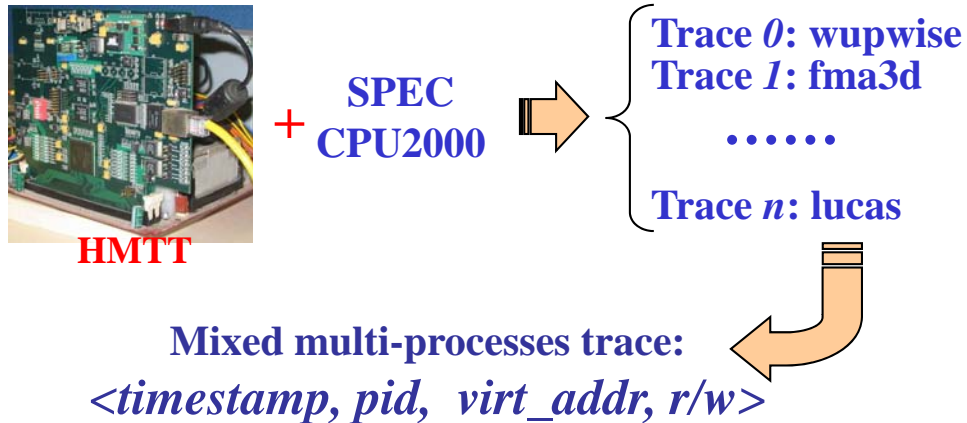 HMTT
+
SPEC
CPU2000
Trace 0: wupwise
Trace 1: fma3d
......
Trace n: lucas
Mixed multi-processes trace:
<timestamp, pid, virt_addr, r/w>